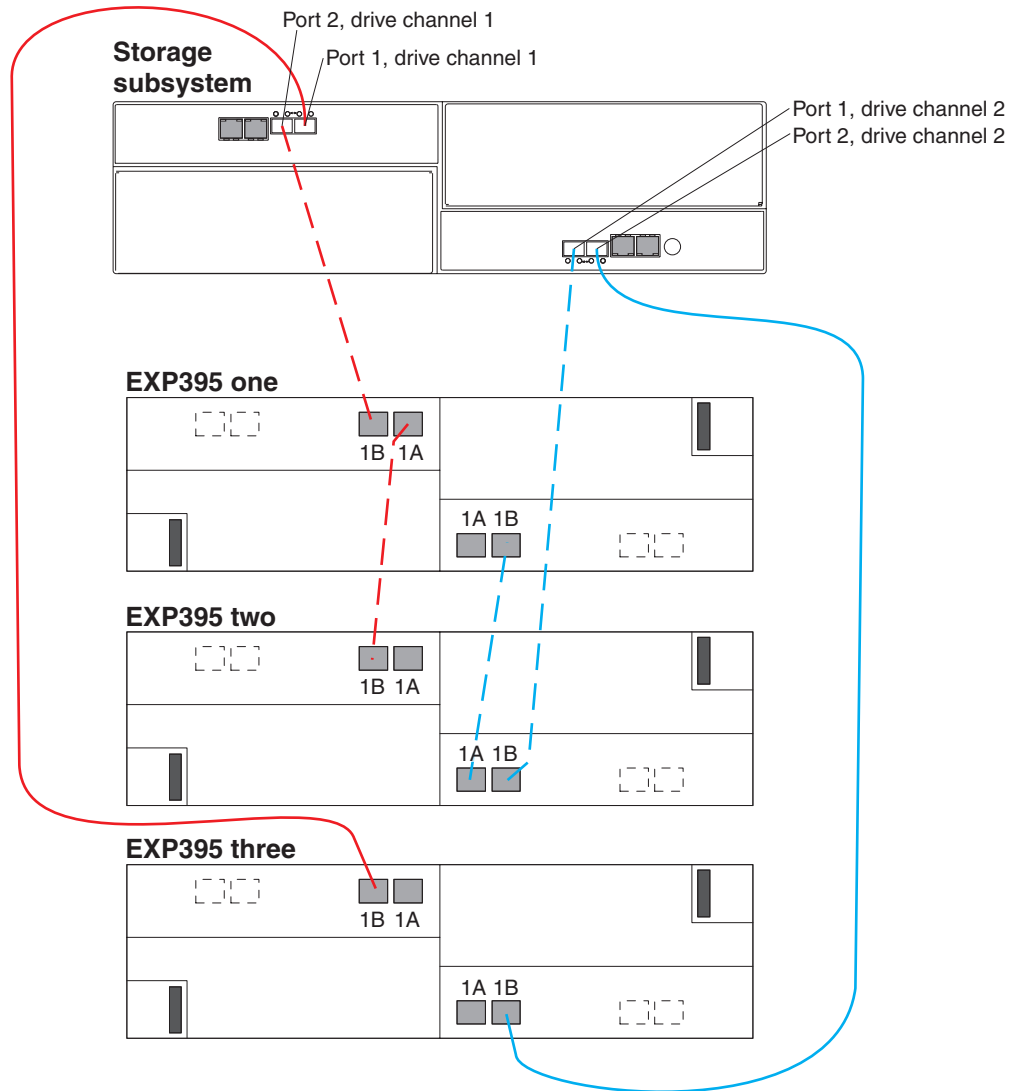 Port 2, drive channel 1
Storage
subsystem
Port 1, drive channel 1
Port 1, drive channel 2
Port 2, drive channel 2
EXP395 one
1B 1A
1A 1B
EXP395 two
1B 1A
1A 1B
EXP395 three
1B 1A
1A 1B